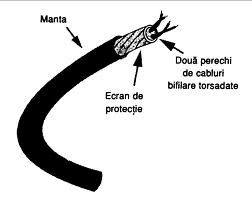 Manta
Două perechi
de cabluri
bifilare torsadate
Ecran de
protecție